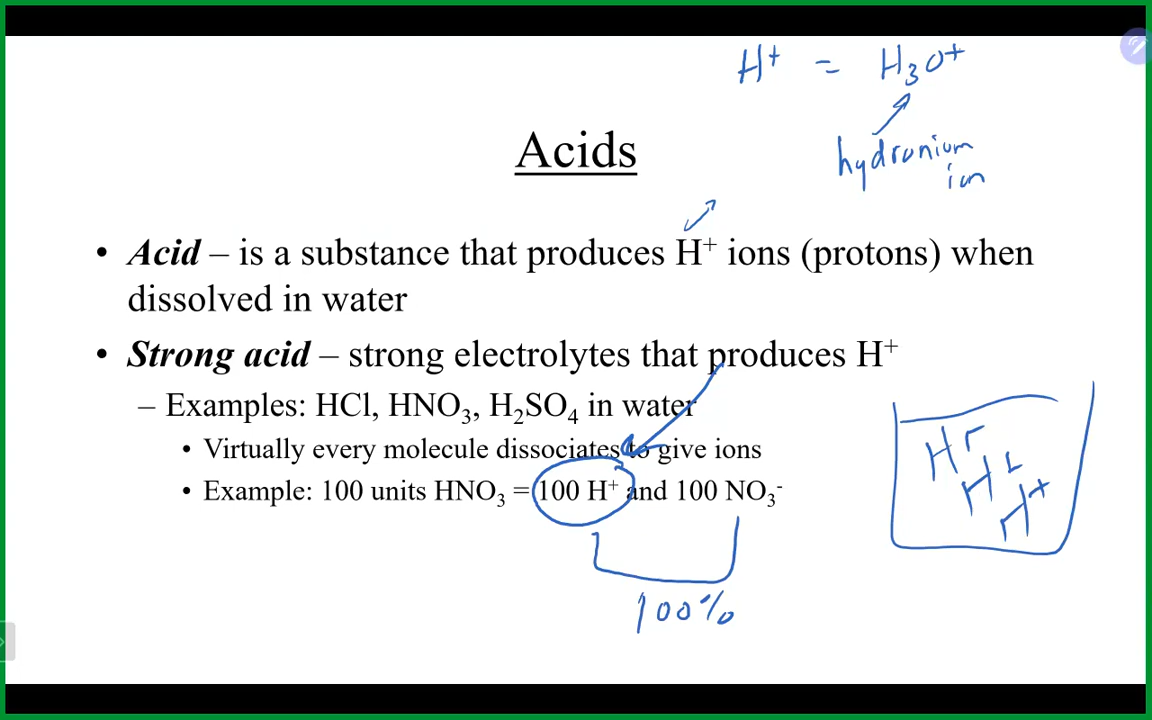 H⁺ = H₃O⁺
hydronium
ion
Acids
• Acid – is a substance that produces H⁺ ions (protons) when
dissolved in water
• Strong acid – strong electrolytes that produces H⁺
– Examples: HCl, HNO₃, H₂SO₄ in water
• Virtually every molecule dissociates to give ions
• Example: 100 units HNO₃ = 100 H⁺ and 100 NO₃⁻
H⁺
H⁺
H⁺
100%